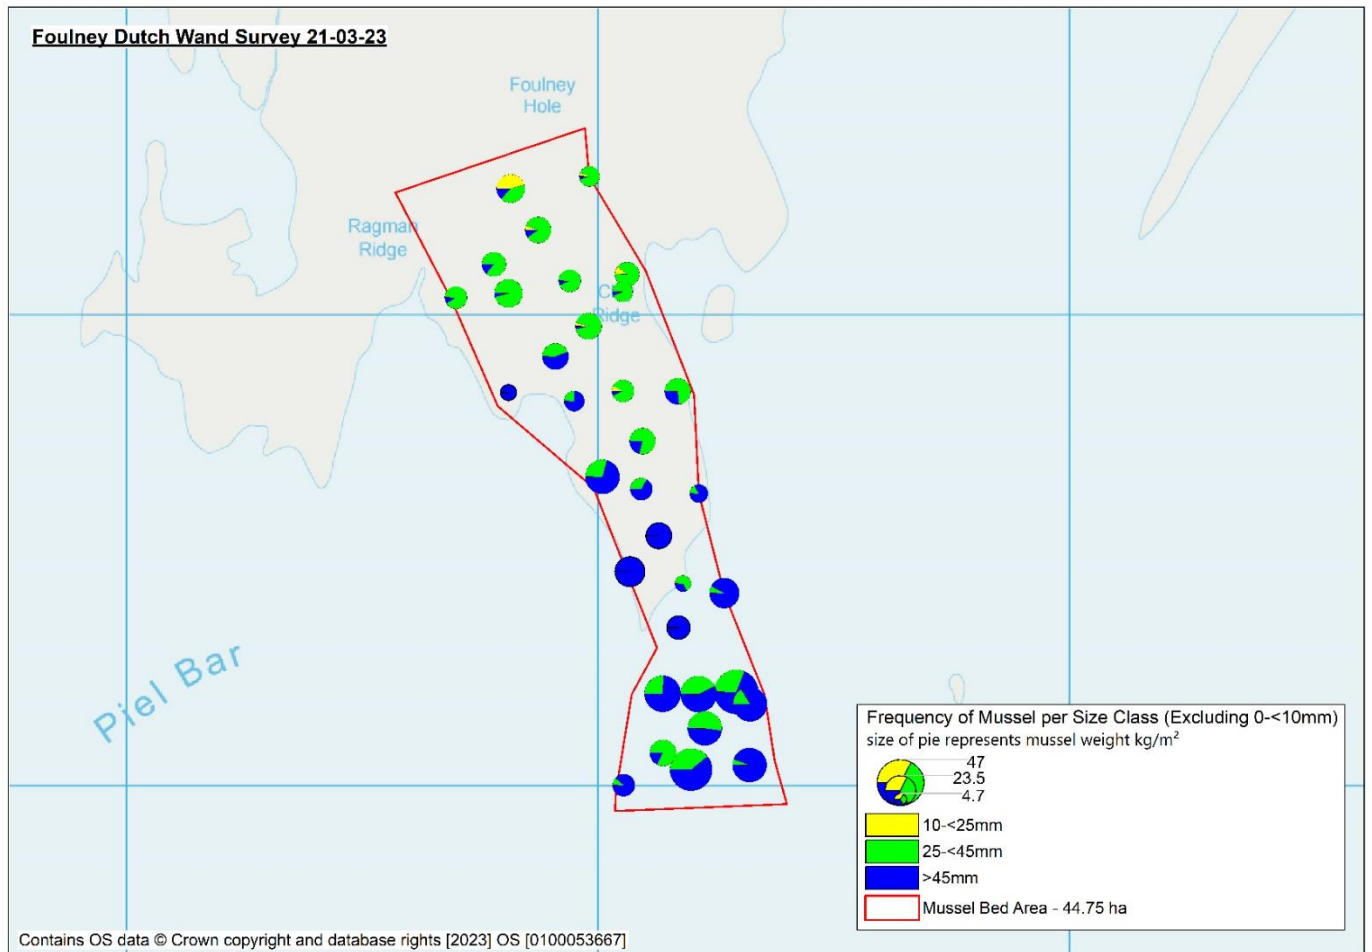 Foulney Dutch Wand Survey 21-03-23
Foulney
Hole
Ragman
Ridge
Ridge
Piel Bar
Frequency of Mussel per Size Class (Excluding 0-<10mm)
size of pie represents mussel weight kg/m²
47
23.5
4.7
10-<25mm
25-<45mm
>45mm
Mussel Bed Area - 44.75 ha
Contains OS data © Crown copyright and database rights [2023] OS [0100053667]